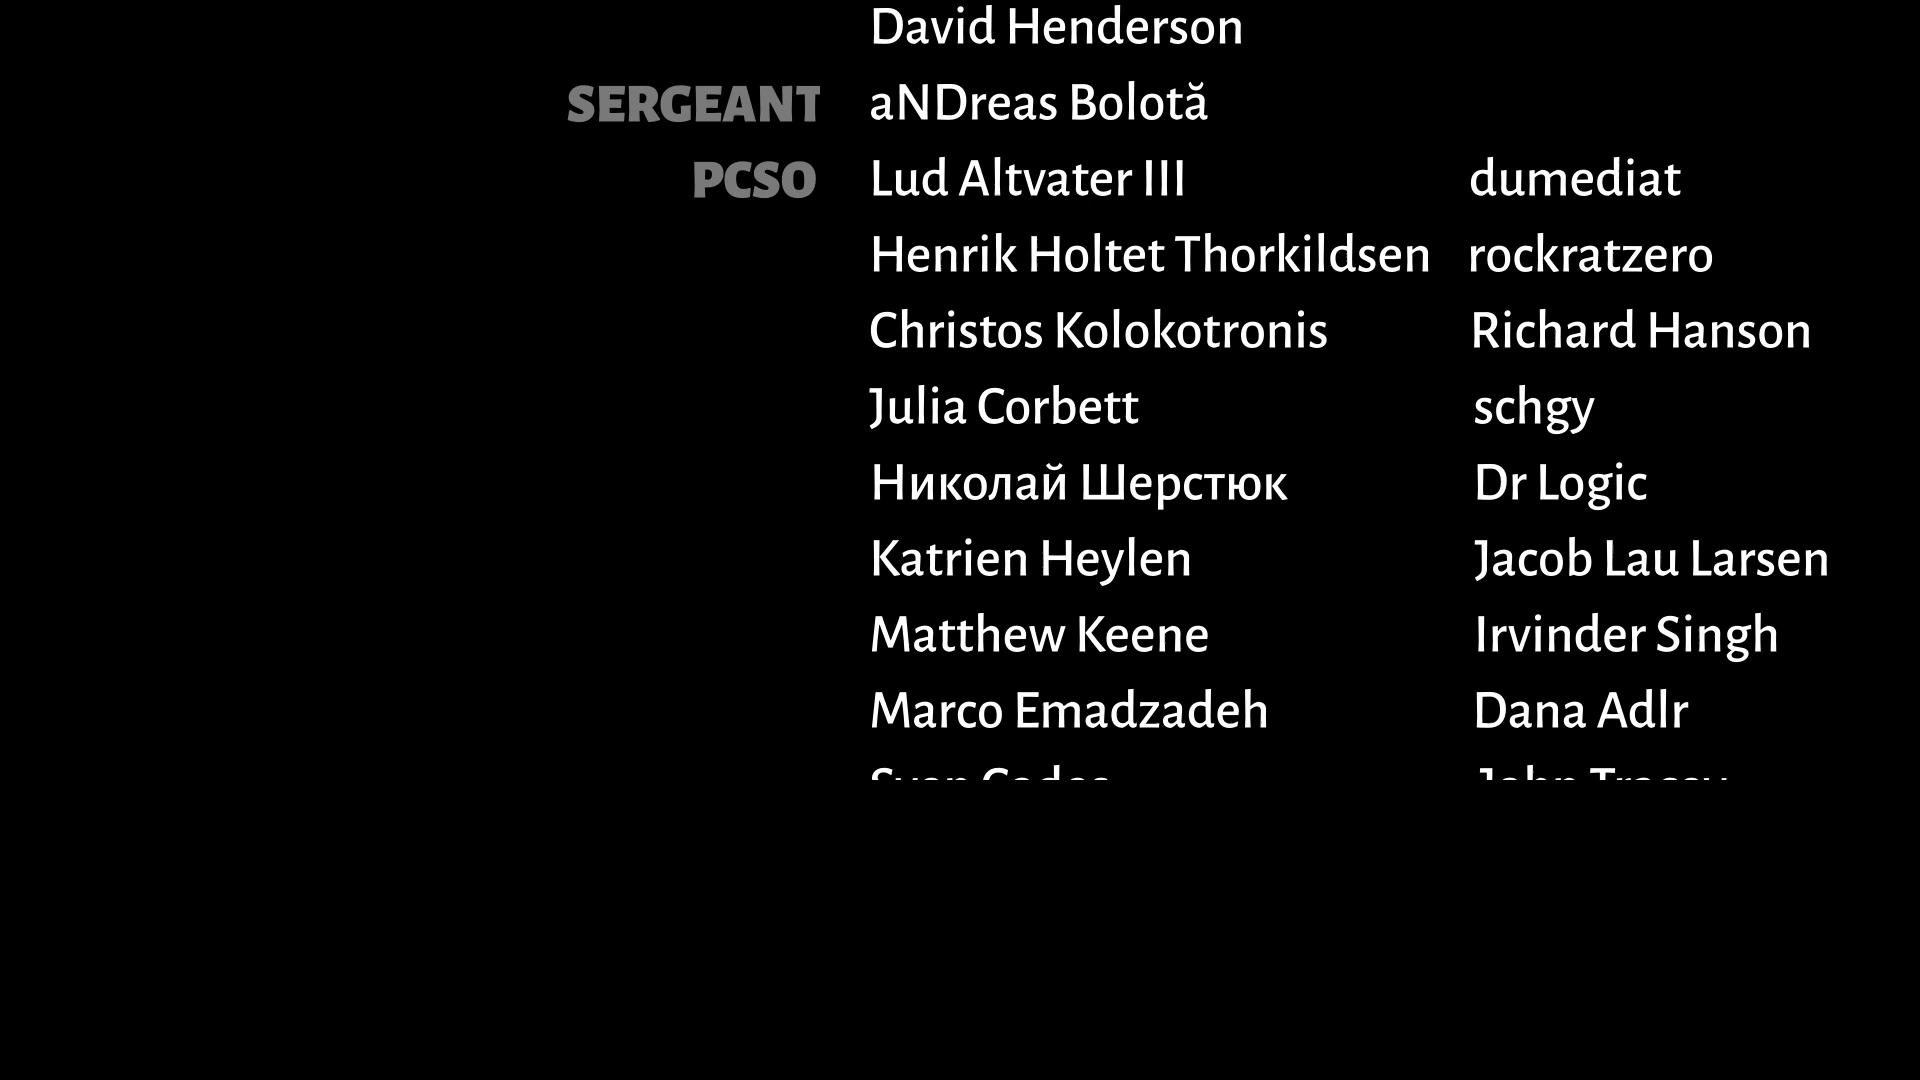 David Henderson
SERGEANT aNDreas Bolotă
PCSO Lud Altvater III dumediat
Henrik Holtet Thorkildsen rockratzero
Christos Kolokotronis Richard Hanson
Julia Corbett schgy
Николай Шерстюк Dr Logic
Katrien Heylen Jacob Lau Larsen
Matthew Keene Irvinder Singh
Marco Emadzadeh Dana Adlr
John Tracey